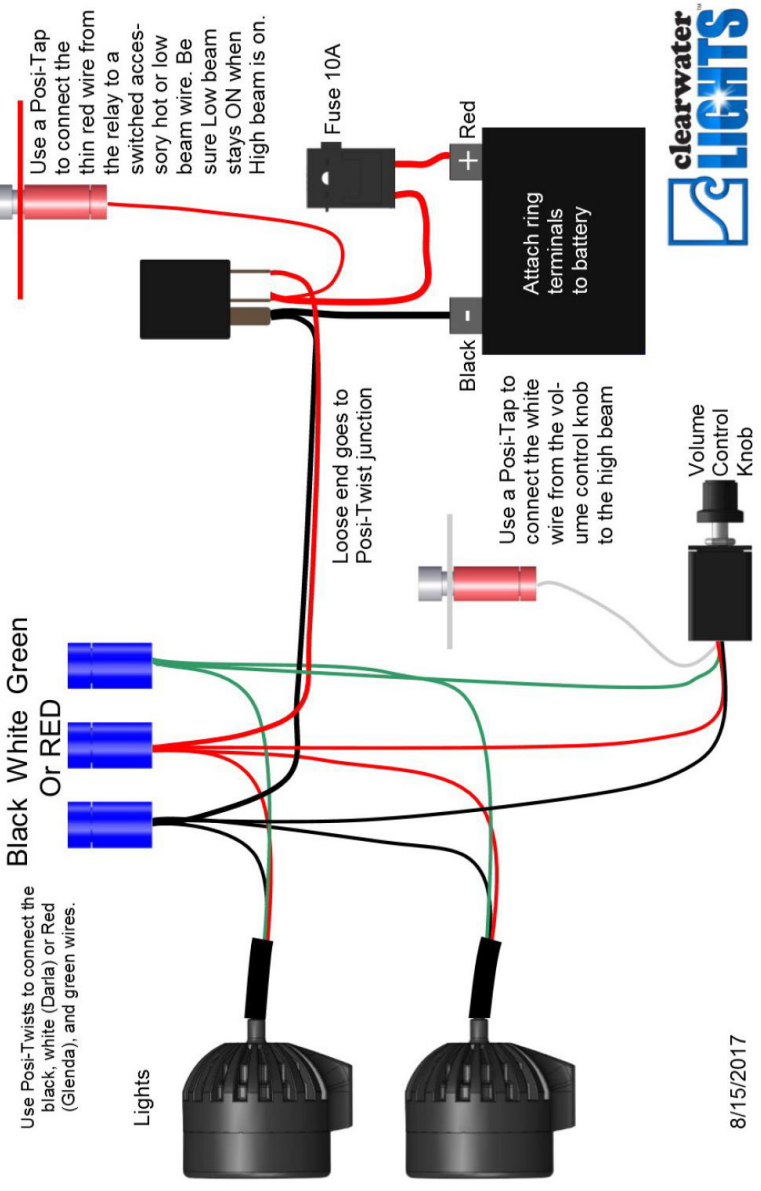 Use Posi-Twists to connect the
black, white (Darla) or Red
(Glenda), and green wires.
Black White Green
Or RED
Use a Posi-Tap
to connect the
thin red wire from
the relay to a
switched acces-
sory hot or low
beam wire. Be
sure Low beam
stays ON when
High beam is on.
Lights
Loose end goes to
Posi-Twist junction
Fuse 10A
Black
-
+
Red
Attach ring
terminals
to battery
Use a Posi-Tap to
connect the white
wire from the vol-
ume control knob
to the high beam
Volume
Control
Knob
8/15/2017
clearwater
LIGHTS™